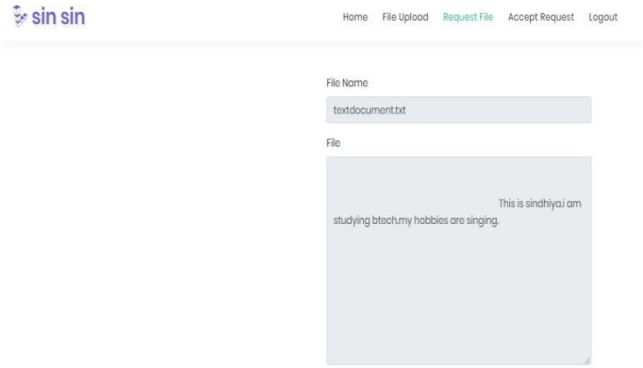 sin sin
Home File Upload Request File Accept Request Logout
File Name
textdocument.txt
File
This is sindhiya.i am
studying btech.my hobbies are singing.